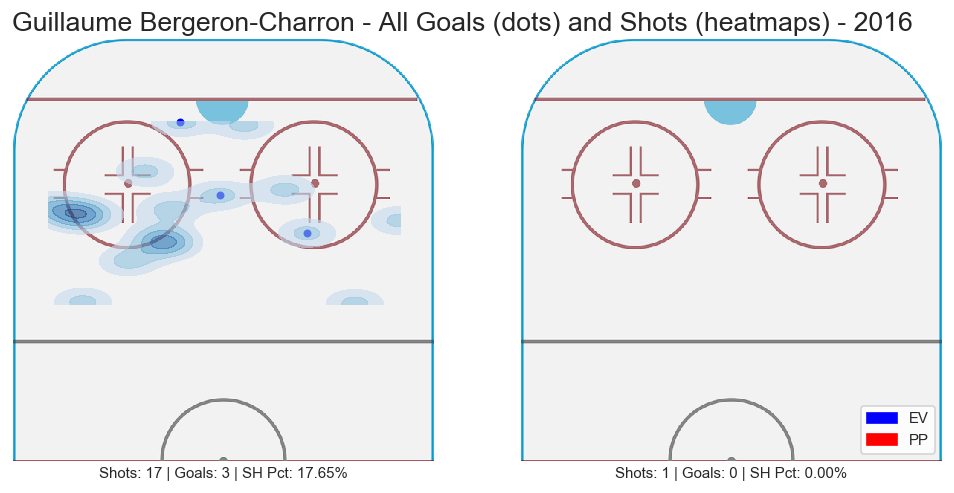 Guillaume Bergeron-Charron - All Goals (dots) and Shots (heatmaps) - 2016
EV
PP
Shots: 17 | Goals: 3 | SH Pct: 17.65%
Shots: 1 | Goals: 0 | SH Pct: 0.00%